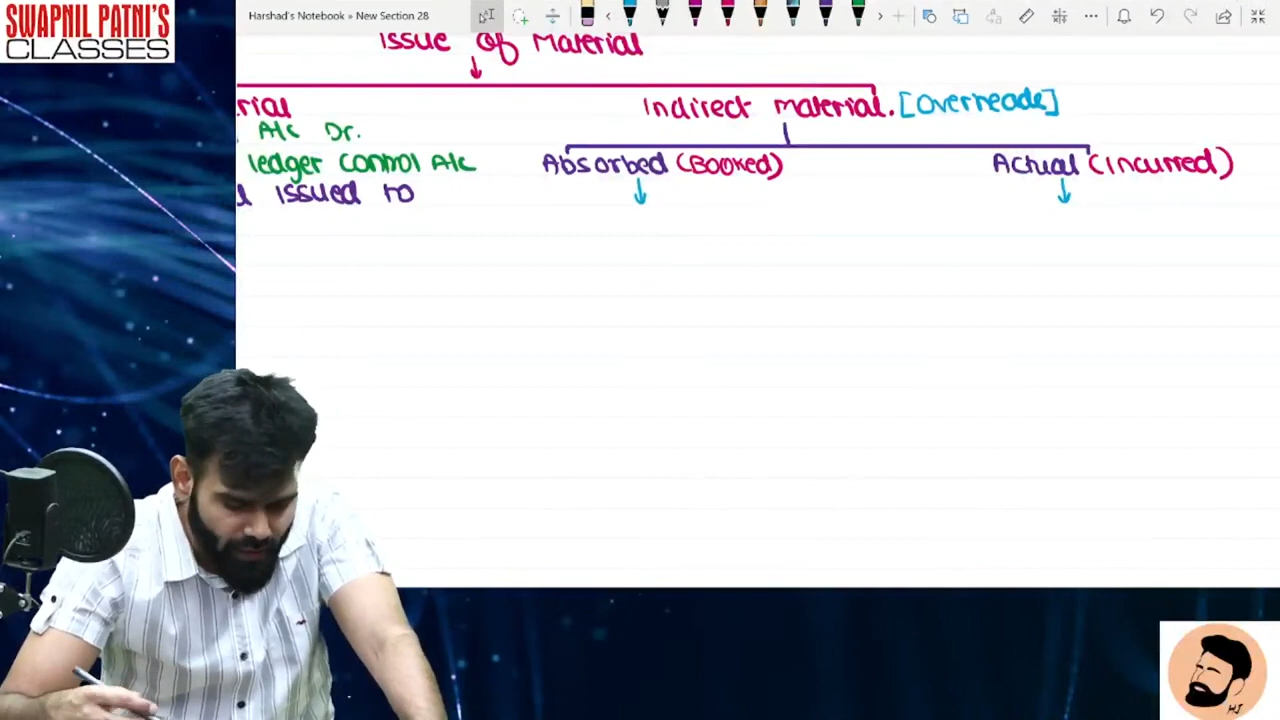 SWAPNIL PATNI'S
CLASSES
Harshad's Notebook » New Section 28
Issue of Material
rial
Indirect material. [Overheads]
A/c Dr.
ledger control A/c
Absorbed (Booked)
Actual (Incurred)
l issued to
HJ